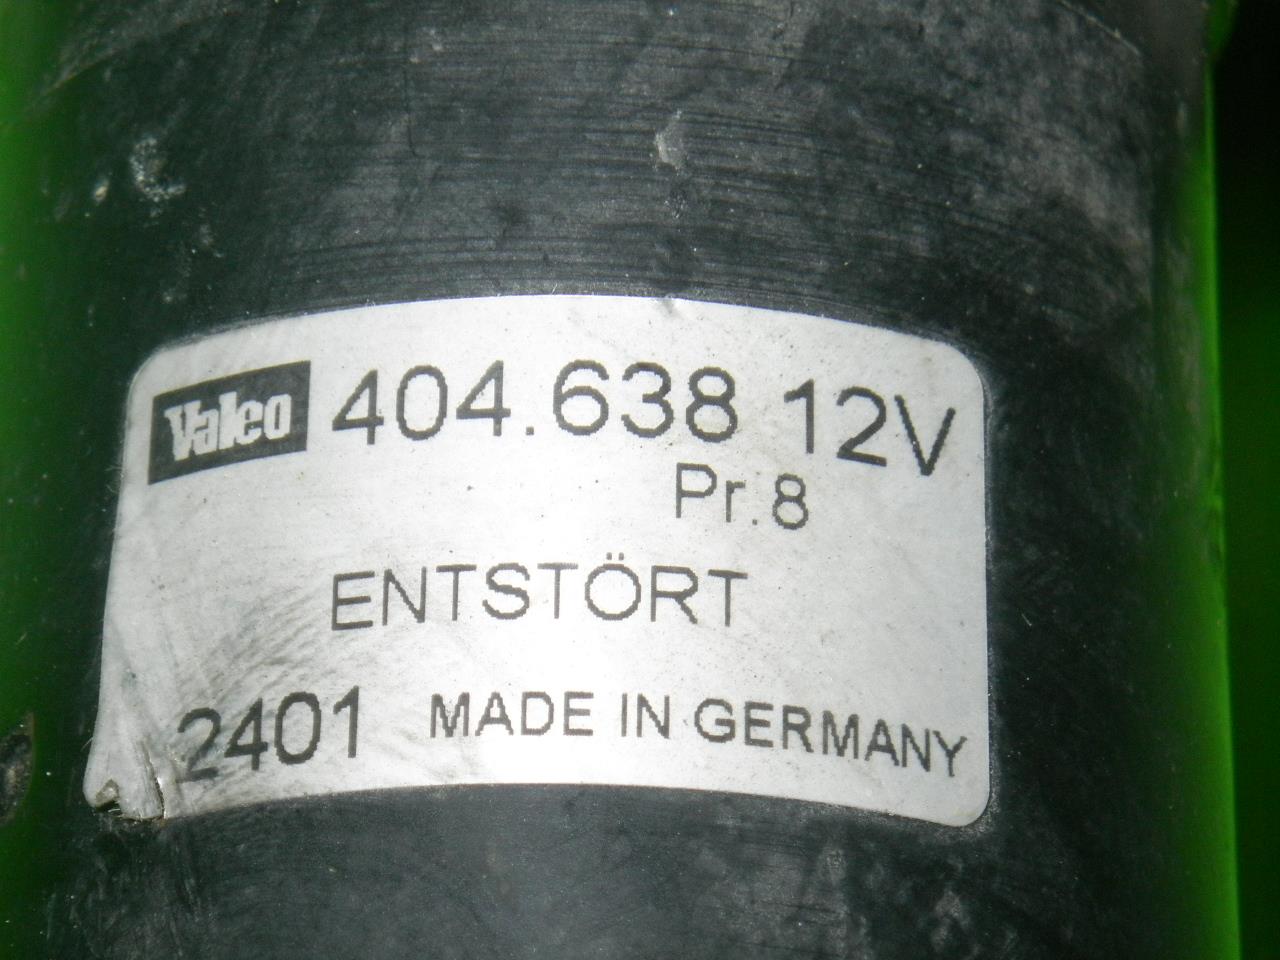 Valeo 404.638 12V
Pr.8
ENTSTÖRT
2401 MADE IN GERMANY